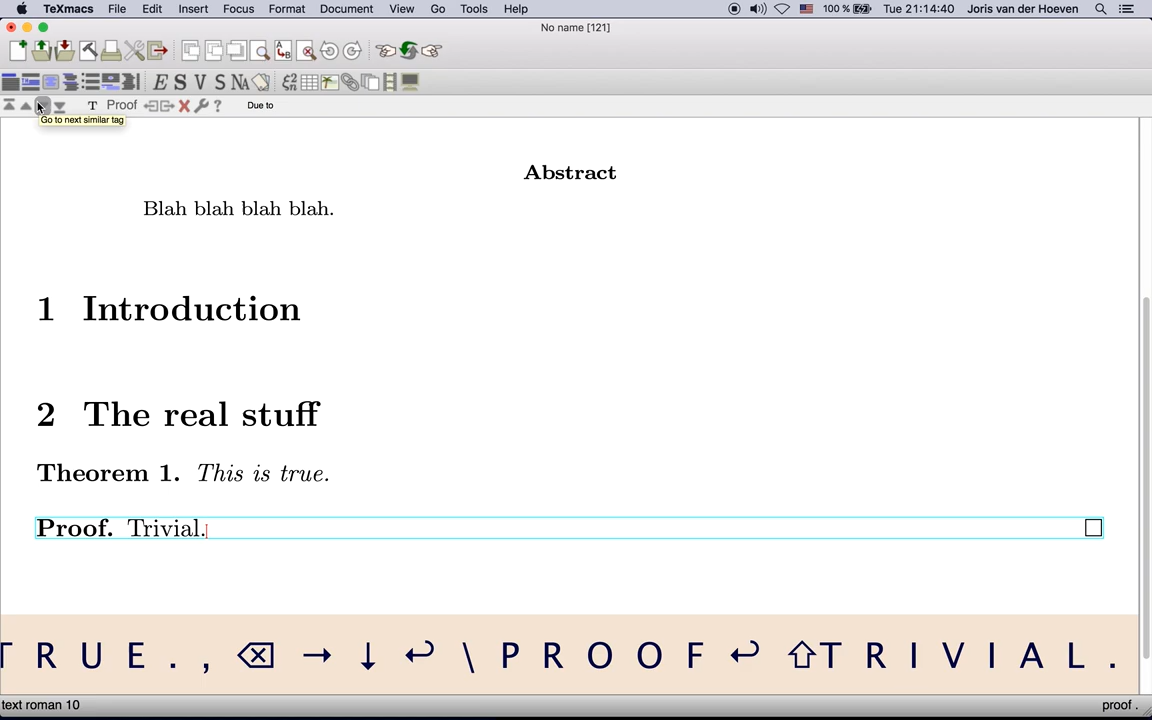 TeXmacs File Edit Insert Focus Format Document View Go Tools Help 100 % Tue 21:14:40 Joris van der Hoeven
No name [121]
E S V S NA
T Proof ? Due to
Go to next similar tag
Abstract
Blah blah blah blah.
1 Introduction
2 The real stuff
Theorem 1. This is true.
Proof. Trivial. □
T R U E . , ⌫ → ↓ ↩ \ P R O O F ↩ ⇧T R I V I A L .
text roman 10 proof .